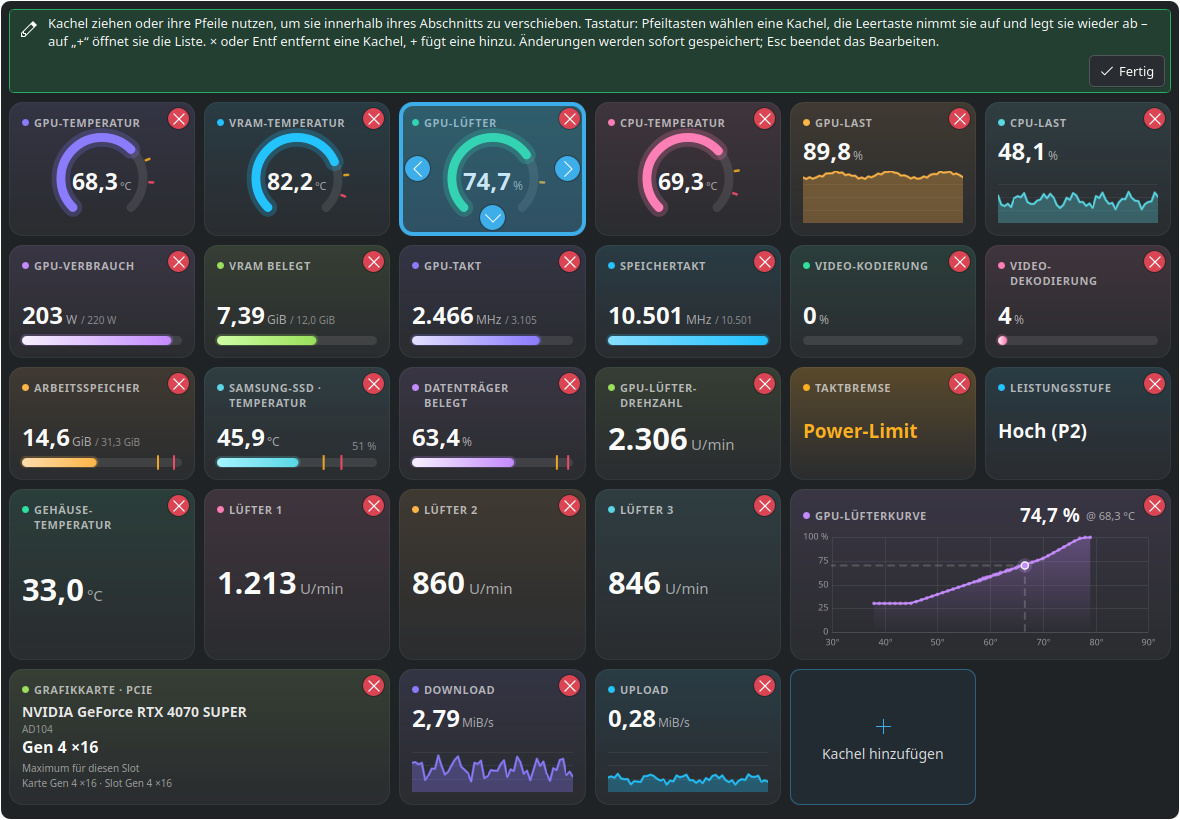 Kachel ziehen oder ihre Pfeile nutzen, um sie innerhalb ihres Abschnitts zu verschieben. Tastatur: Pfeiltasten wählen eine Kachel, die Leertaste nimmt sie auf und legt sie wieder ab –
auf „+“ öffnet sie die Liste. × oder Entf entfernt eine Kachel, + fügt eine hinzu. Änderungen werden sofort gespeichert; Esc beendet das Bearbeiten.
Fertig
GPU-TEMPERATUR
68,3 °C
VRAM-TEMPERATUR
82,2 °C
GPU-LÜFTER
74,7 %
CPU-TEMPERATUR
69,3 °C
GPU-LAST
89,8 %
CPU-LAST
48,1 %
GPU-VERBRAUCH
203 W / 220 W
VRAM BELEGT
7,39 GiB / 12,0 GiB
GPU-TAKT
2.466 MHz / 3.105
SPEICHERTAKT
10.501 MHz / 10.501
VIDEO-KODIERUNG
0 %
VIDEO-
DEKODIERUNG
4 %
ARBEITSSPEICHER
14,6 GiB / 31,3 GiB
SAMSUNG-SSD ·
TEMPERATUR
45,9 °C
51 %
DATENTRÄGER
BELEGT
63,4 %
GPU-LÜFTER-
DREHZAHL
2.306 U/min
TAKTBREMSE
Power-Limit
LEISTUNGSSTUFE
Hoch (P2)
GEHÄUSE-
TEMPERATUR
33,0 °C
LÜFTER 1
1.213 U/min
LÜFTER 2
860 U/min
LÜFTER 3
846 U/min
GPU-LÜFTERKURVE
74,7 % @ 68,3 °C
100 %
75
50
25
0
30° 40° 50° 60° 70° 80° 90°
GRAFIKKARTE · PCIE
NVIDIA GeForce RTX 4070 SUPER
AD104
Gen 4 ×16
Maximum für diesen Slot
Karte Gen 4 ×16 · Slot Gen 4 ×16
DOWNLOAD
2,79 MiB/s
UPLOAD
0,28 MiB/s
Kachel hinzufügen